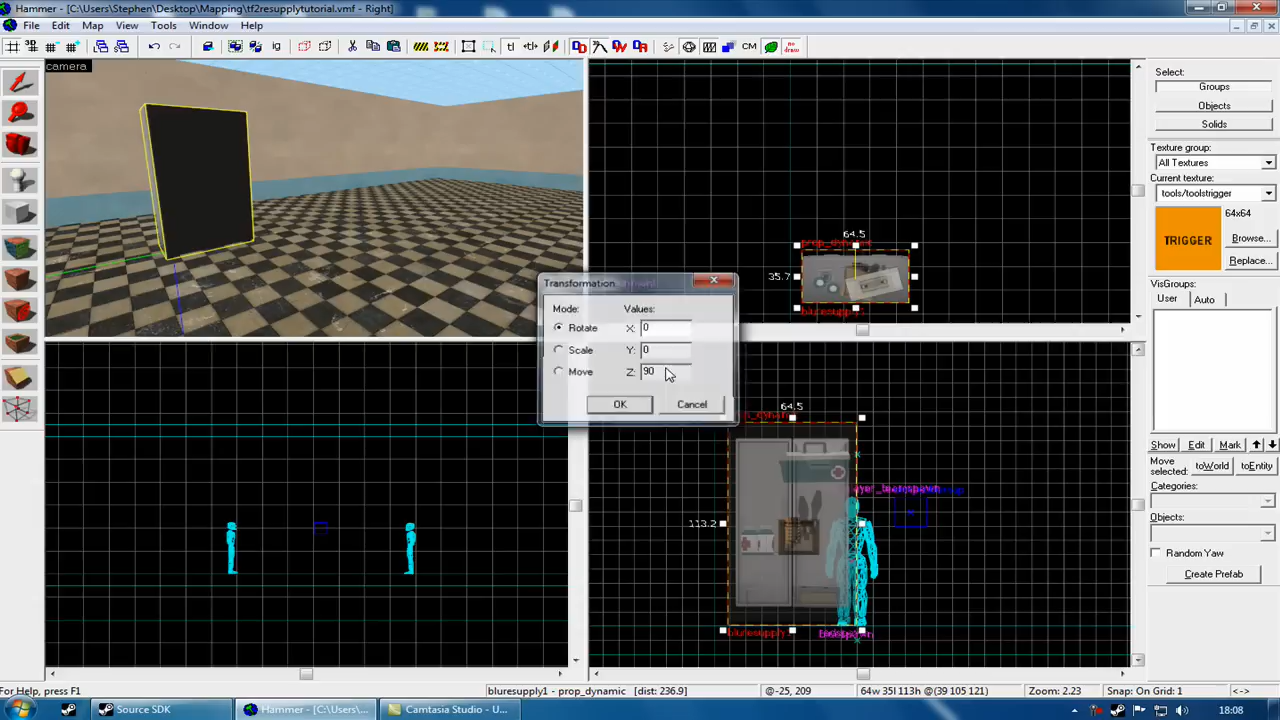 Hammer - [C:\Users\Stephen\Desktop\Mapping\tf2resupplytutorial.vmf - Right]
File Edit Map View Tools Window Help
CM
camera
64.5
35.7
bluresupply1
Select:
Groups
Objects
Solids
Texture group:
All Textures
Current texture:
tools/toolstrigger
64x64
TRIGGER
Browse...
Replace...
VisGroups:
User Auto
Transformation
Mode: Values:
Rotate X: 0
Scale Y: 0
Move Z: 90
OK Cancel
64.5
113.2
bluresupply
Show Edit Mark
Move selected: toWorld toEntity
Categories:
Objects:
Random Yaw
Create Prefab
For Help, press F1
bluresupply1 - prop_dynamic [dist: 236.9]
@-25, 209
64w 35l 113h @(39 105 121)
Zoom: 2.23
Snap: On Grid: 1
<->
Source SDK
Hammer - [C:\Users\...
Camtasia Studio - U...
18:08